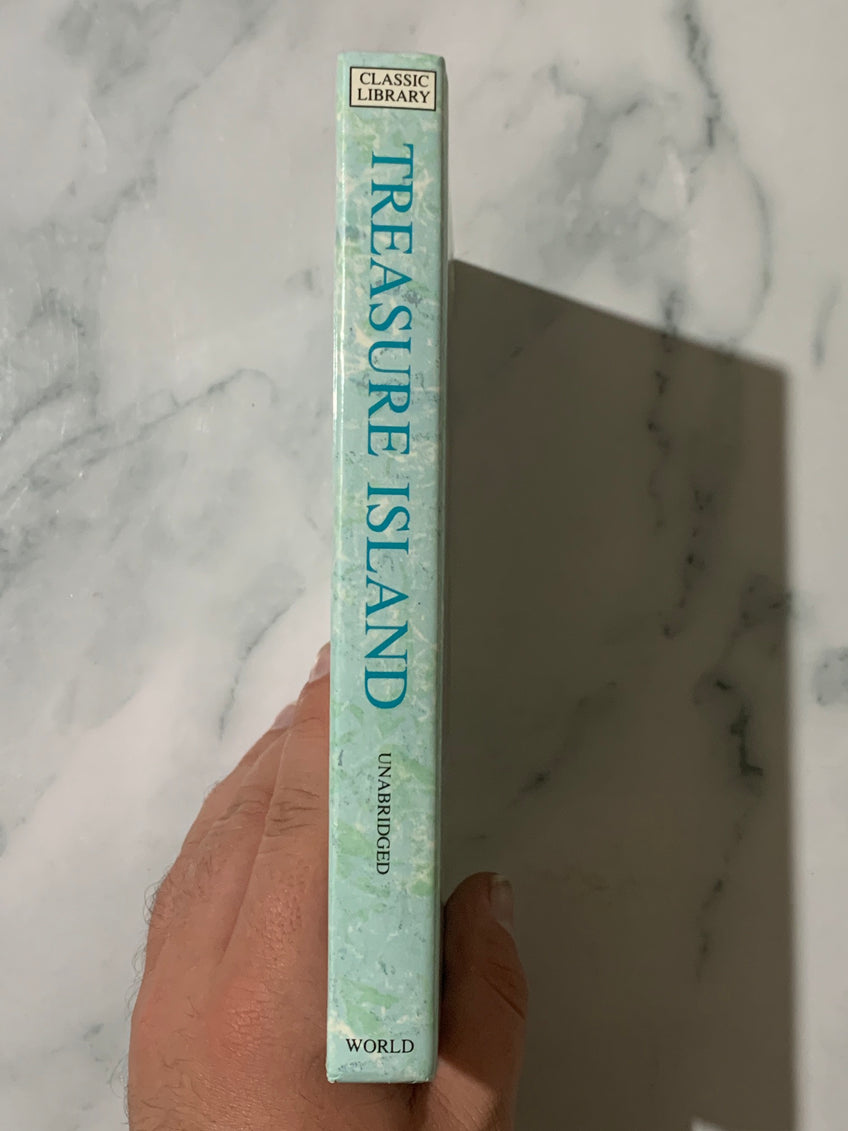 CLASSIC
LIBRARY
TREASURE ISLAND
UNABRIDGED
WORLD